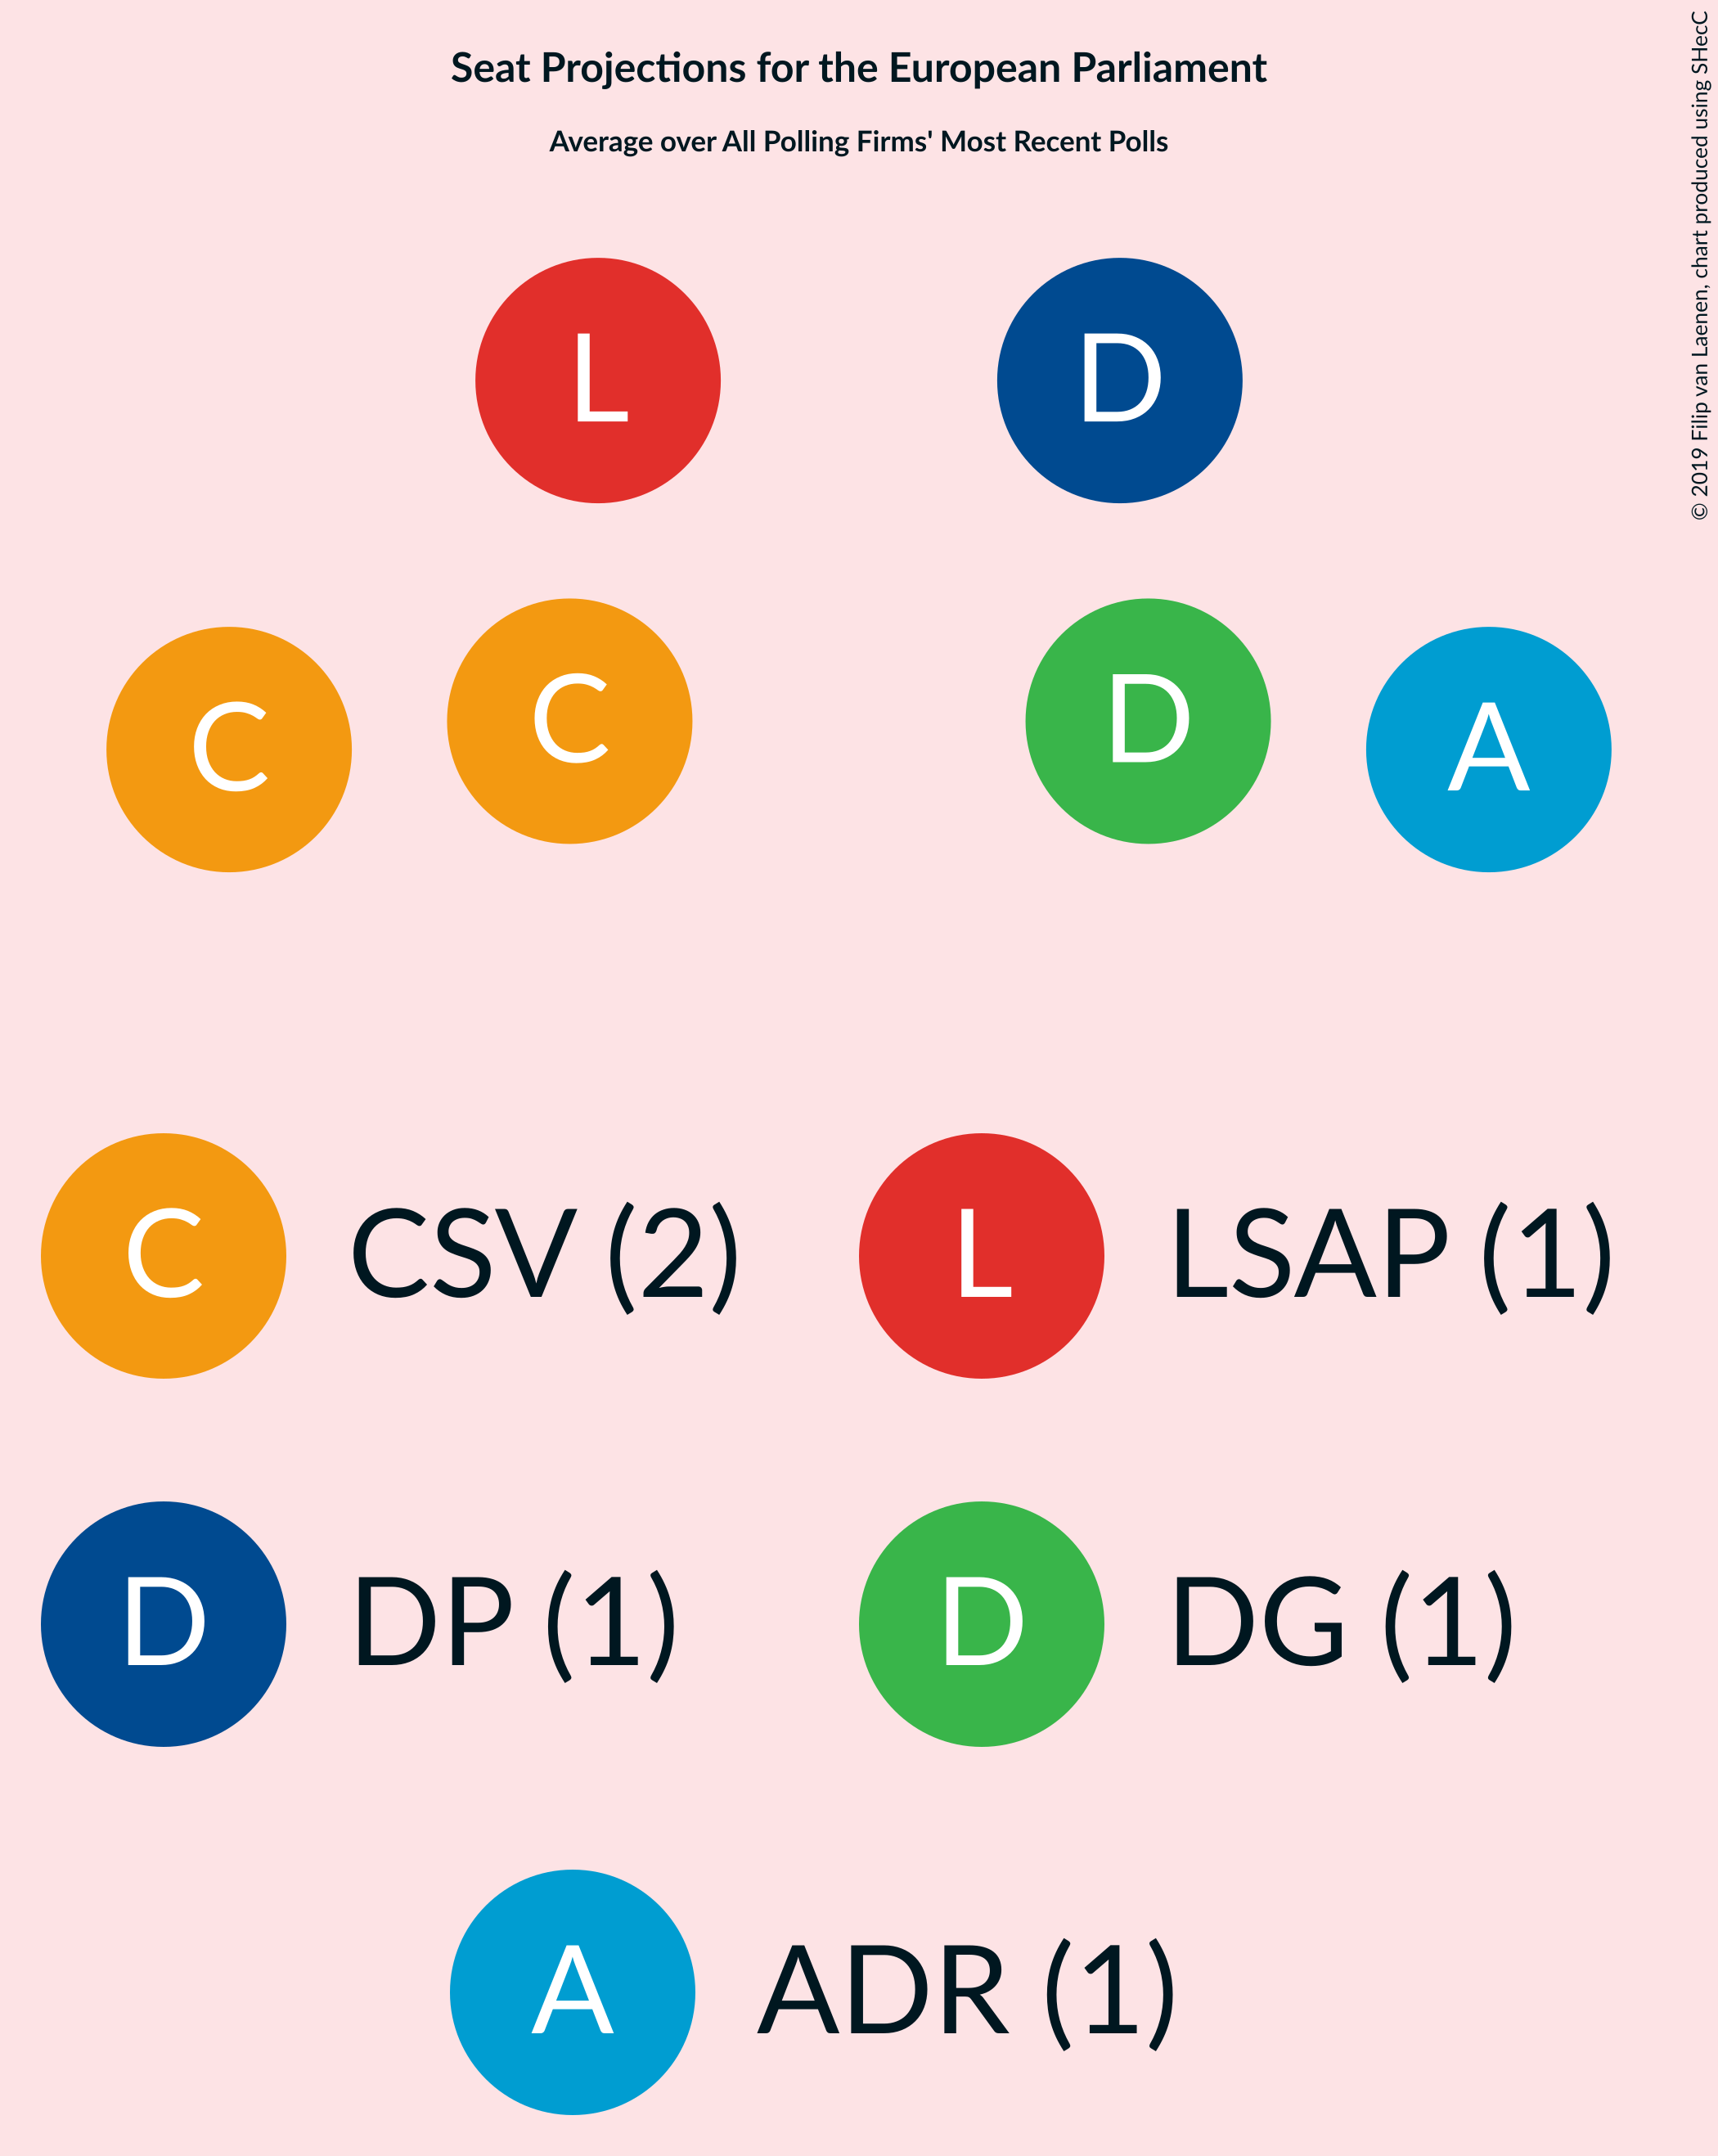 Seat Projections for the European Parliament
Average over All Polling Firms' Most Recent Polls
© 2019 Filip van Laenen, chart produced using SHecC
L
D
C
C
D
A
C CSV (2)
L LSAP (1)
D DP (1)
D DG (1)
A ADR (1)